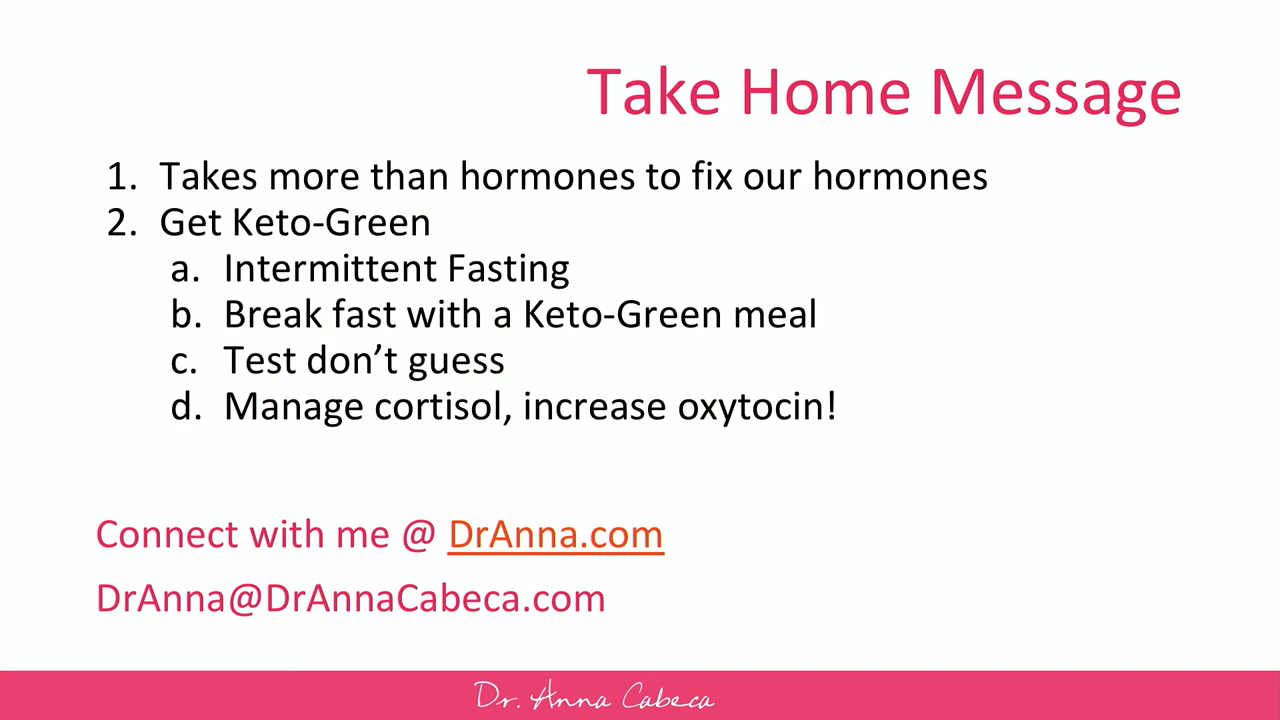 Take Home Message
1. Takes more than hormones to fix our hormones
2. Get Keto-Green
a. Intermittent Fasting
b. Break fast with a Keto-Green meal
c. Test don’t guess
d. Manage cortisol, increase oxytocin!
Connect with me @ DrAnna.com
DrAnna@DrAnnaCabeca.com
Dr. Anna Cabeca